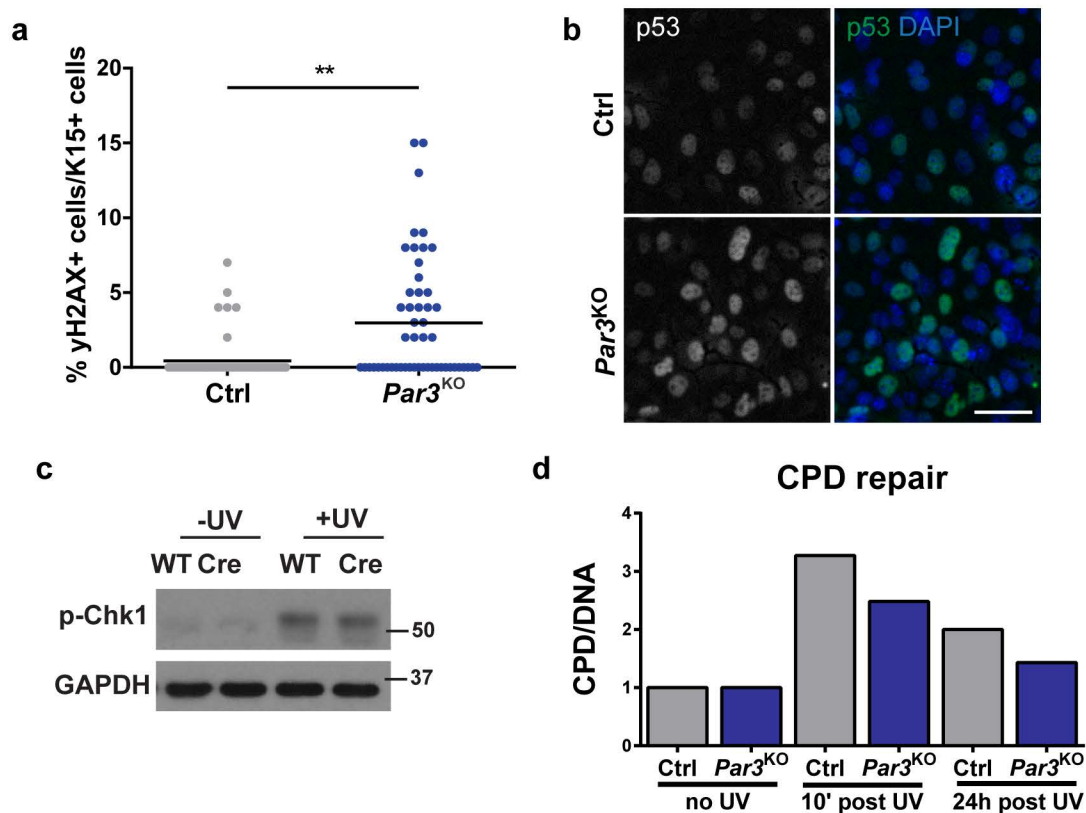 a
**
20
15
10
5
0
% yH2AX+ cells/K15+ cells
Ctrl
Par3KO
b
p53
p53 DAPI
Ctrl
Par3KO
c
-UV
+UV
WT Cre
WT
Cre
p-Chk1
50
GAPDH
37
d
CPD repair
4
3
2
1
0
CPD/DNA
Ctrl Par3KO Ctrl Par3KO Ctrl Par3KO
no UV 10' post UV 24h post UV